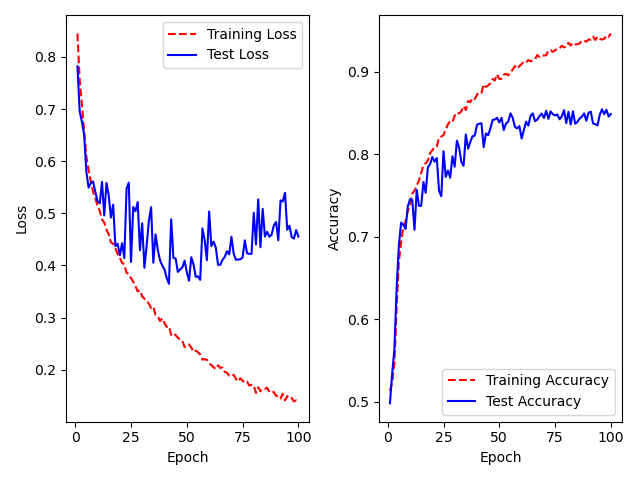 Training Loss
Test Loss
0.8
0.7
0.6
0.5
0.4
0.3
0.2
Loss
0
25
50
75
100
Epoch
0.9
0.8
0.7
0.6
0.5
Accuracy
Training Accuracy
Test Accuracy
0
25
50
75
100
Epoch